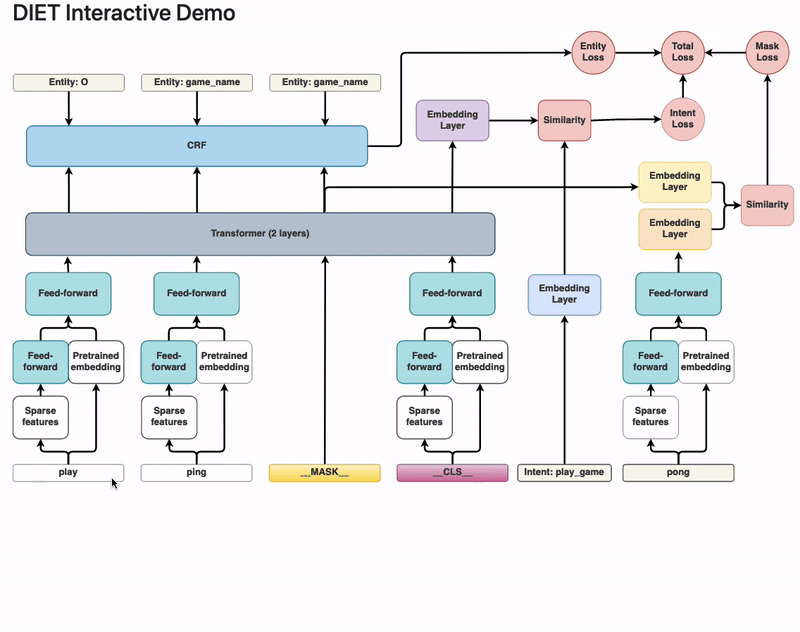 DIET Interactive Demo
Entity
Loss
Total
Loss
Mask
Loss
Entity: O
Entity: game_name
Entity: game_name
Embedding
Layer
Similarity
Intent
Loss
CRF
Embedding
Layer
Similarity
Embedding
Layer
Transformer (2 layers)
Feed-forward
Feed-forward
Feed-forward
Embedding
Layer
Feed-forward
Feed-
forward
Pretrained
embedding
Feed-
forward
Pretrained
embedding
Feed-
forward
Pretrained
embedding
Feed-
forward
Pretrained
embedding
Sparse
features
Sparse
features
Sparse
features
Sparse
features
play
ping
__MASK__
__CLS__
Intent: play_game
pong